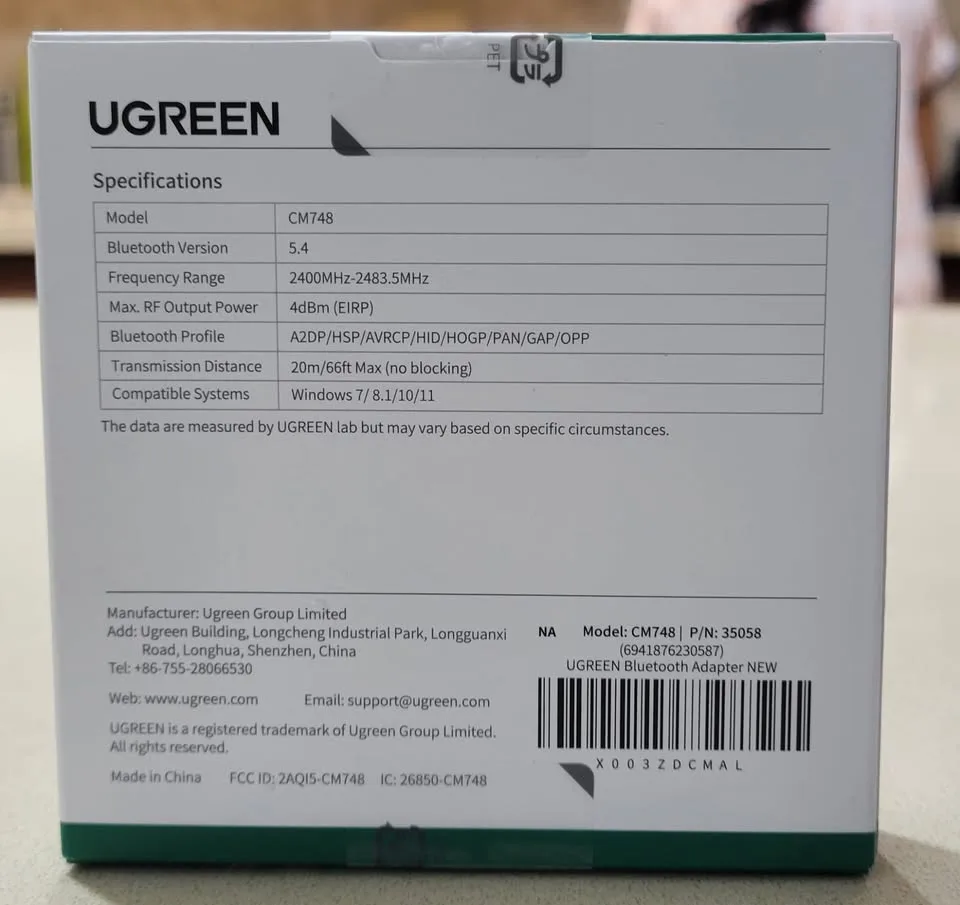 PET
UGREEN
Specifications
Model CM748
Bluetooth Version 5.4
Frequency Range 2400MHz-2483.5MHz
Max. RF Output Power 4dBm (EIRP)
Bluetooth Profile A2DP/HSP/AVRCP/HID/HOGP/PAN/GAP/OPP
Transmission Distance 20m/66ft Max (no blocking)
Compatible Systems Windows 7/ 8.1/10/11
The data are measured by UGREEN lab but may vary based on specific circumstances.
Manufacturer: Ugreen Group Limited
Add: Ugreen Building, Longcheng Industrial Park, Longguanxi
Road, Longhua, Shenzhen, China
Tel: +86-755-28066530
Web: www.ugreen.com Email: support@ugreen.com
UGREEN is a registered trademark of Ugreen Group Limited.
All rights reserved.
Made in China FCC ID: 2AQI5-CM748 IC: 26850-CM748
NA Model: CM748 | P/N: 35058
(6941876230587)
UGREEN Bluetooth Adapter NEW
X003ZDCMAL